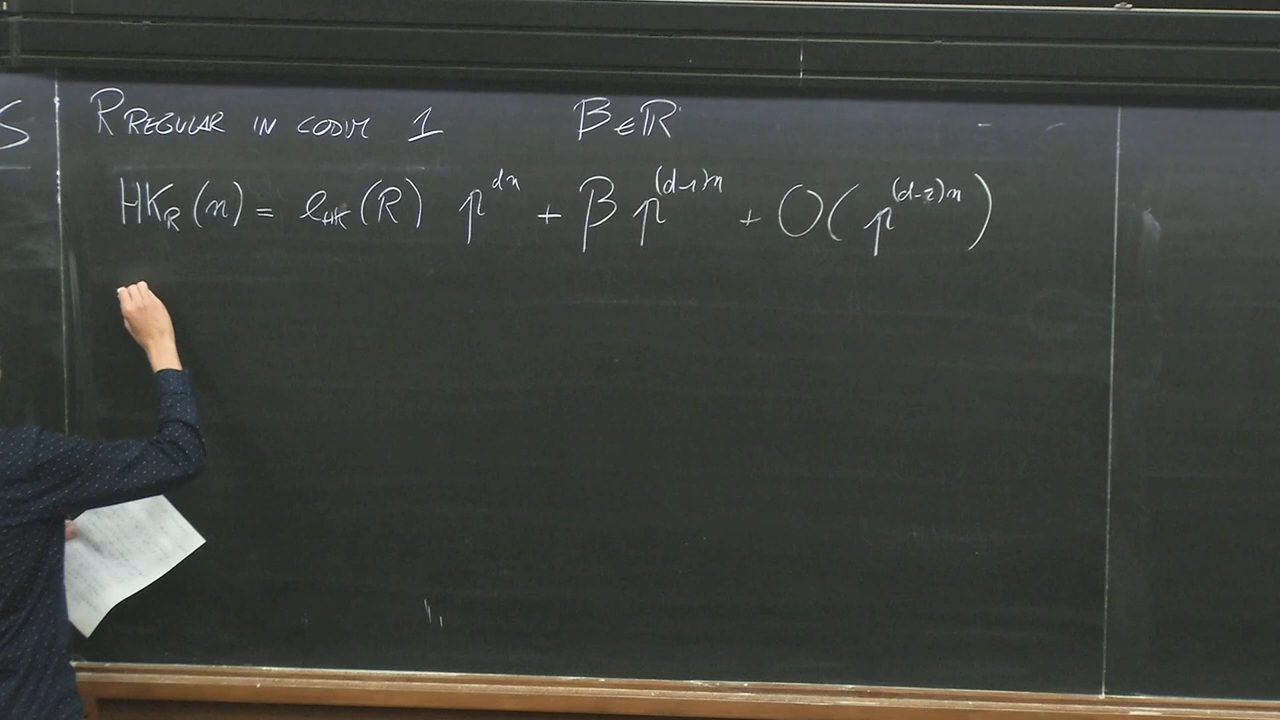 S
R REGULAR IN CODIM 1 β ∈ ℝ
HK_R(n) = e_HK(R) p^{dn} + β p^{(d-1)n} + O(p^{(d-2)n})